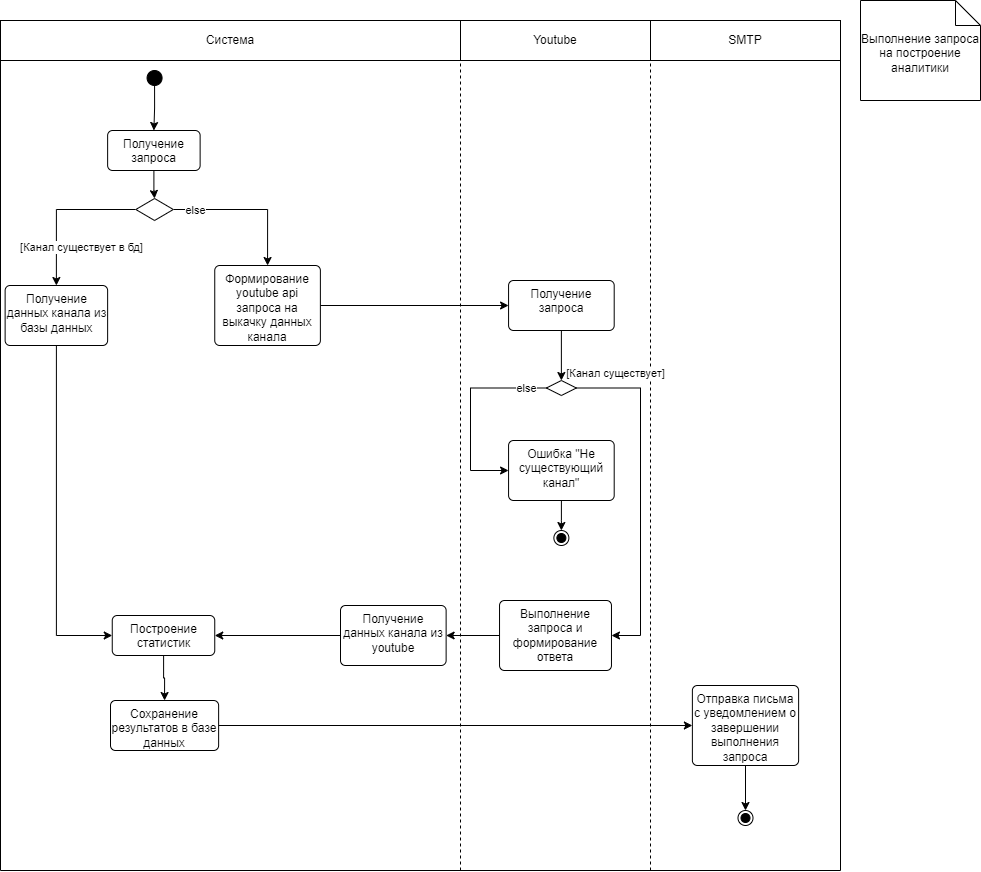 Система
Youtube
SMTP
Выполнение запроса
на построение
аналитики
Получение
запроса
else
[Канал существует в бд]
Получение
данных канала из
базы данных
Формирование
youtube api
запроса на
выкачку данных
канала
Получение
запроса
[Канал существует]
else
Ошибка "Не
существующий
канал"
Построение
статистик
Получение
данных канала из
youtube
Выполнение
запроса и
формирование
ответа
Сохранение
результатов в базе
данных
Отправка письма
с уведомлением о
завершении
выполнения
запроса